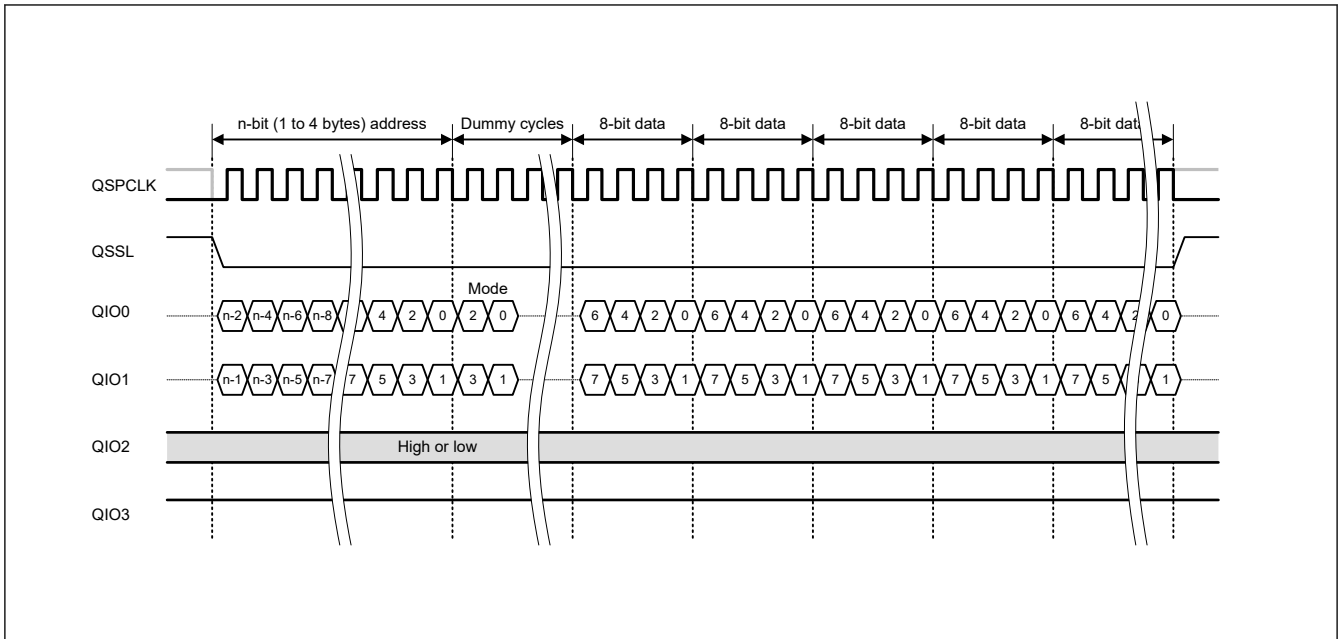 n-bit (1 to 4 bytes) address Dummy cycles 8-bit data 8-bit data 8-bit data 8-bit data 8-bit data
QSPCLK
QSSL
Mode
QIO0 n-2 n-4 n-6 n-8 4 2 0 2 0 6 4 2 0 6 4 2 0 6 4 2 0 6 4 2 0 6 4 2 0
QIO1 n-1 n-3 n-5 n-7 7 5 3 1 3 1 7 5 3 1 7 5 3 1 7 5 3 1 7 5 3 1 7 5 1
QIO2 High or low
QIO3